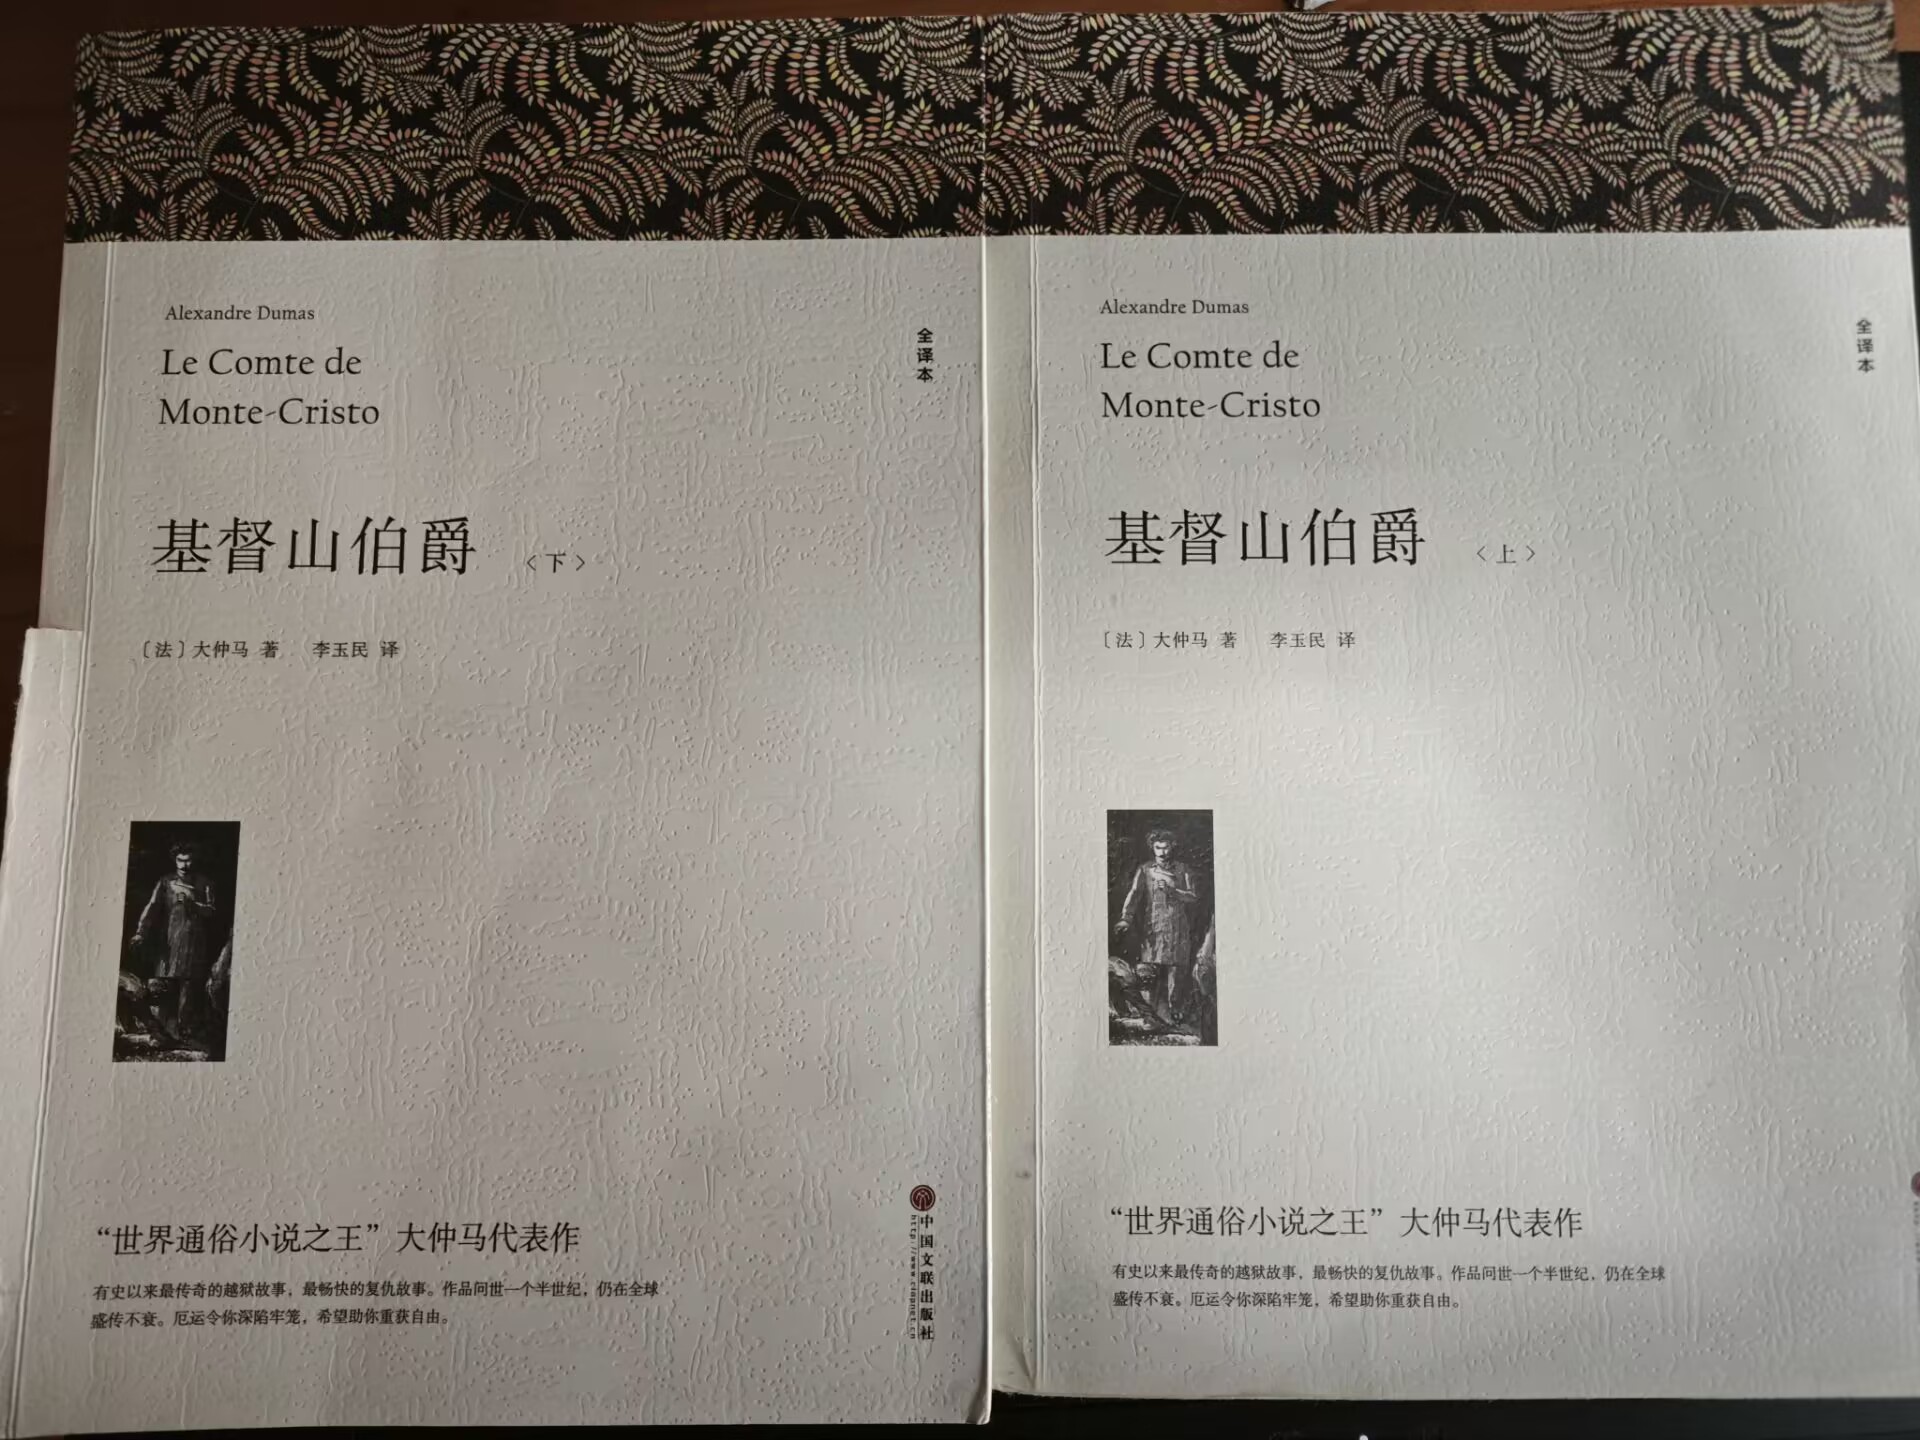 Alexandre Dumas
Le Comte de
Monte-Cristo
全译本
基督山伯爵 〈下〉
〔法〕大仲马 著 李玉民 译
“世界通俗小说之王”大仲马代表作
有史以来最传奇的越狱故事，最畅快的复仇故事。作品问世一个半世纪，仍在全球
盛传不衰。厄运令你深陷牢笼，希望助你重获自由。
中国文联出版社
http://www.clapnet.cn
Alexandre Dumas
Le Comte de
Monte-Cristo
全译本
基督山伯爵 〈上〉
〔法〕大仲马 著 李玉民 译
“世界通俗小说之王”大仲马代表作
有史以来最传奇的越狱故事，最畅快的复仇故事。作品问世一个半世纪，仍在全球
盛传不衰。厄运令你深陷牢笼，希望助你重获自由。